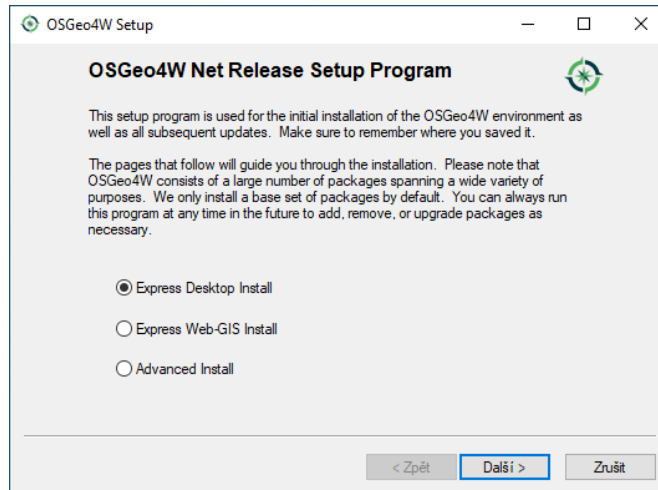 OSGeo4W Setup
OSGeo4W Net Release Setup Program
This setup program is used for the initial installation of the OSGeo4W environment as
well as all subsequent updates.  Make sure to remember where you saved it.
The pages that follow will guide you through the installation.  Please note that
OSGeo4W consists of a large number of packages spanning a wide variety of
purposes.  We only install a base set of packages by default.  You can always run
this program at any time in the future to add, remove, or upgrade packages as
necessary.
Express Desktop Install
Express Web-GIS Install
Advanced Install
< Zpět
Další >
Zrušit